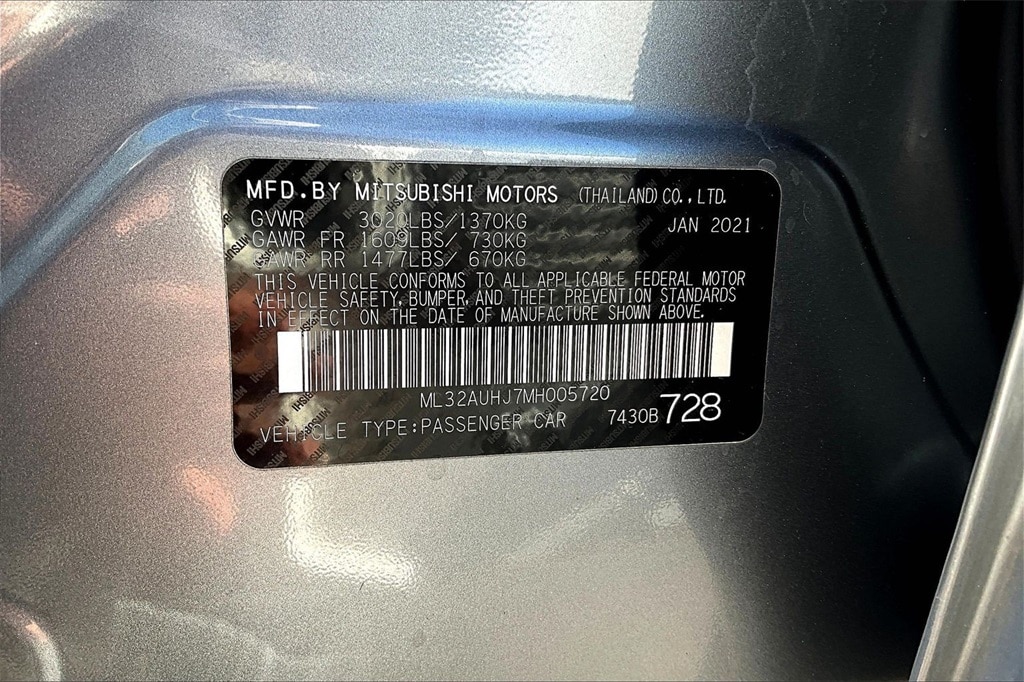 MFD.BY MITSUBISHI MOTORS (THAILAND) CO., LTD.
GVWR 3020LBS/1370KG JAN 2021
GAWR FR 1609LBS/ 730KG
GAWR RR 1477LBS/ 670KG
THIS VEHICLE CONFORMS TO ALL APPLICABLE FEDERAL MOTOR
VEHICLE SAFETY, BUMPER, AND THEFT PREVENTION STANDARDS
IN EFFECT ON THE DATE OF MANUFACTURE SHOWN ABOVE.
ML32AUHJ7MH005720
VEHICLE TYPE:PASSENGER CAR 7430B 728